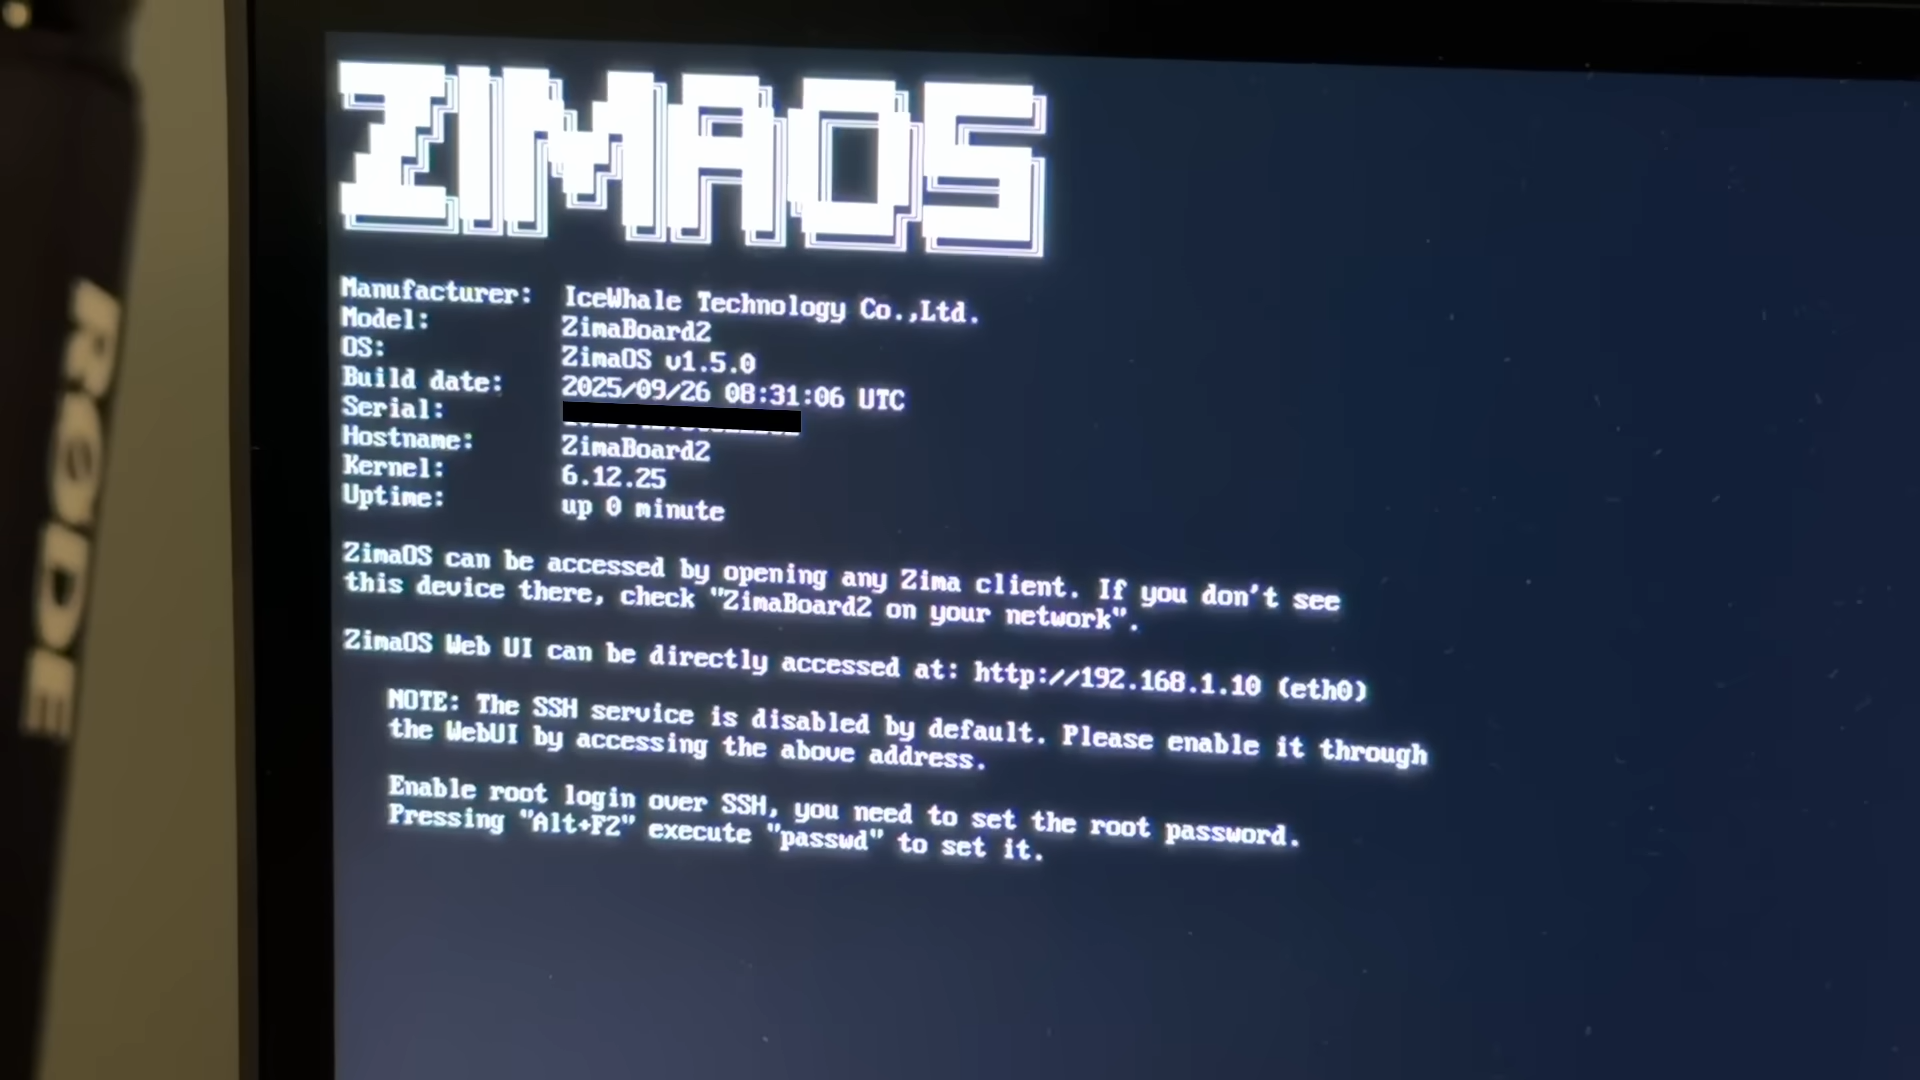 ZIMAOS
Manufacturer: IceWhale Technology Co.,Ltd.
Model: ZimaBoard2
OS: ZimaOS v1.5.0
Build date: 2025/09/26 08:31:06 UTC
Serial:
Hostname: ZimaBoard2
Kernel: 6.12.25
Uptime: up 0 minute
ZimaOS can be accessed by opening any Zima client. If you don't see
this device there, check "ZimaBoard2 on your network".
ZimaOS Web UI can be directly accessed at: http://192.168.1.10 (eth0)
NOTE: The SSH service is disabled by default. Please enable it through
the WebUI by accessing the above address.
Enable root login over SSH, you need to set the root password.
Pressing "Alt+F2" execute "passwd" to set it.
RØDE